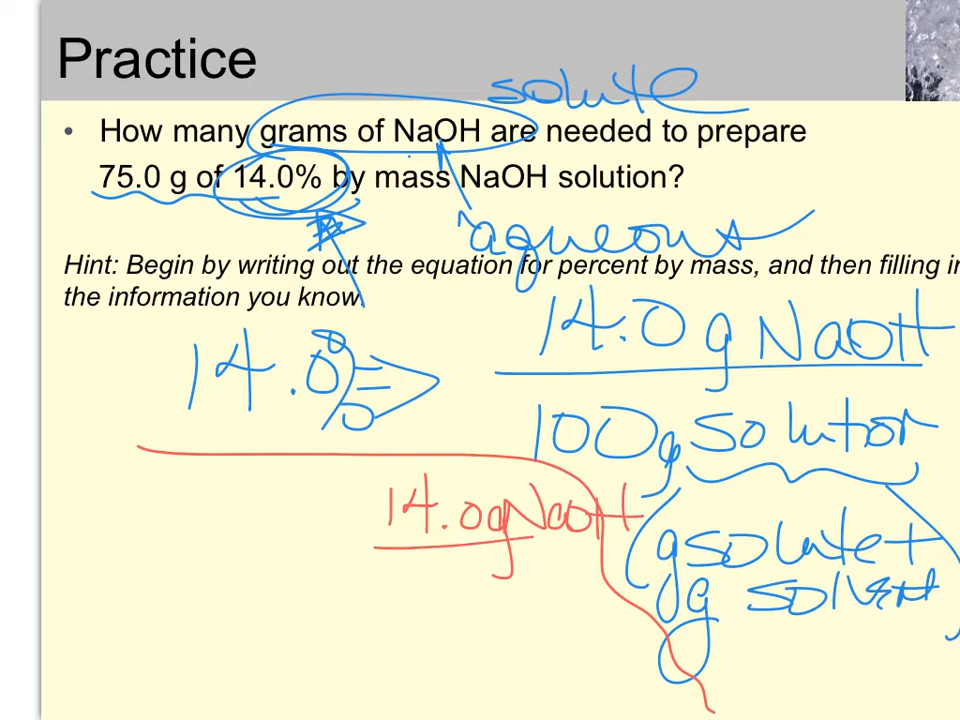 Practice
solute
• How many grams of NaOH are needed to prepare
75.0 g of 14.0% by mass NaOH solution?
aqueous
Hint: Begin by writing out the equation for percent by mass, and then filling in
the information you know.
14.0% ⇒ 14.0 g NaOH
100g solution
14.0g NaOH
(g solute +
g solvent)